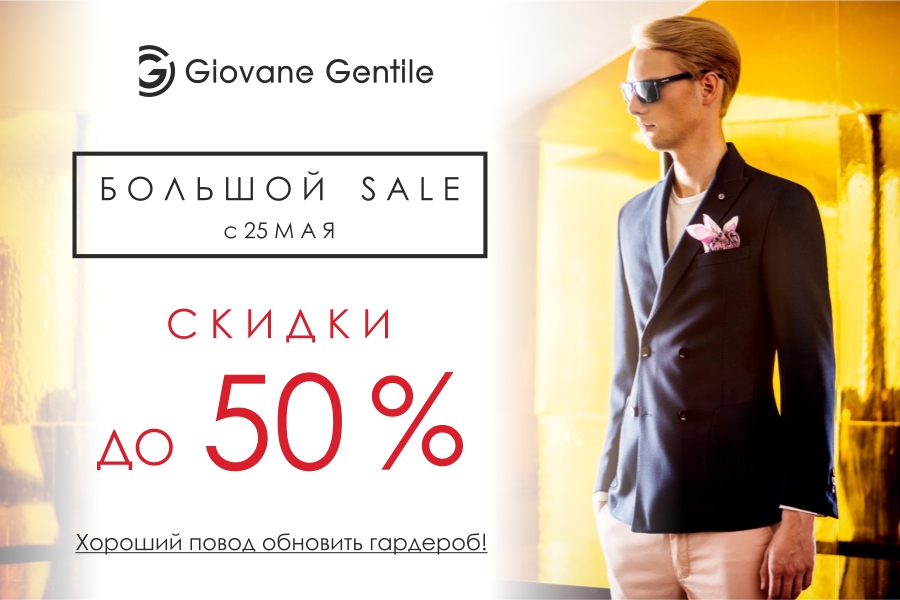 Giovane Gentile
БОЛЬШОЙ SALE
с 25 МАЯ
СКИДКИ
до 50 %
Хороший повод обновить гардероб!